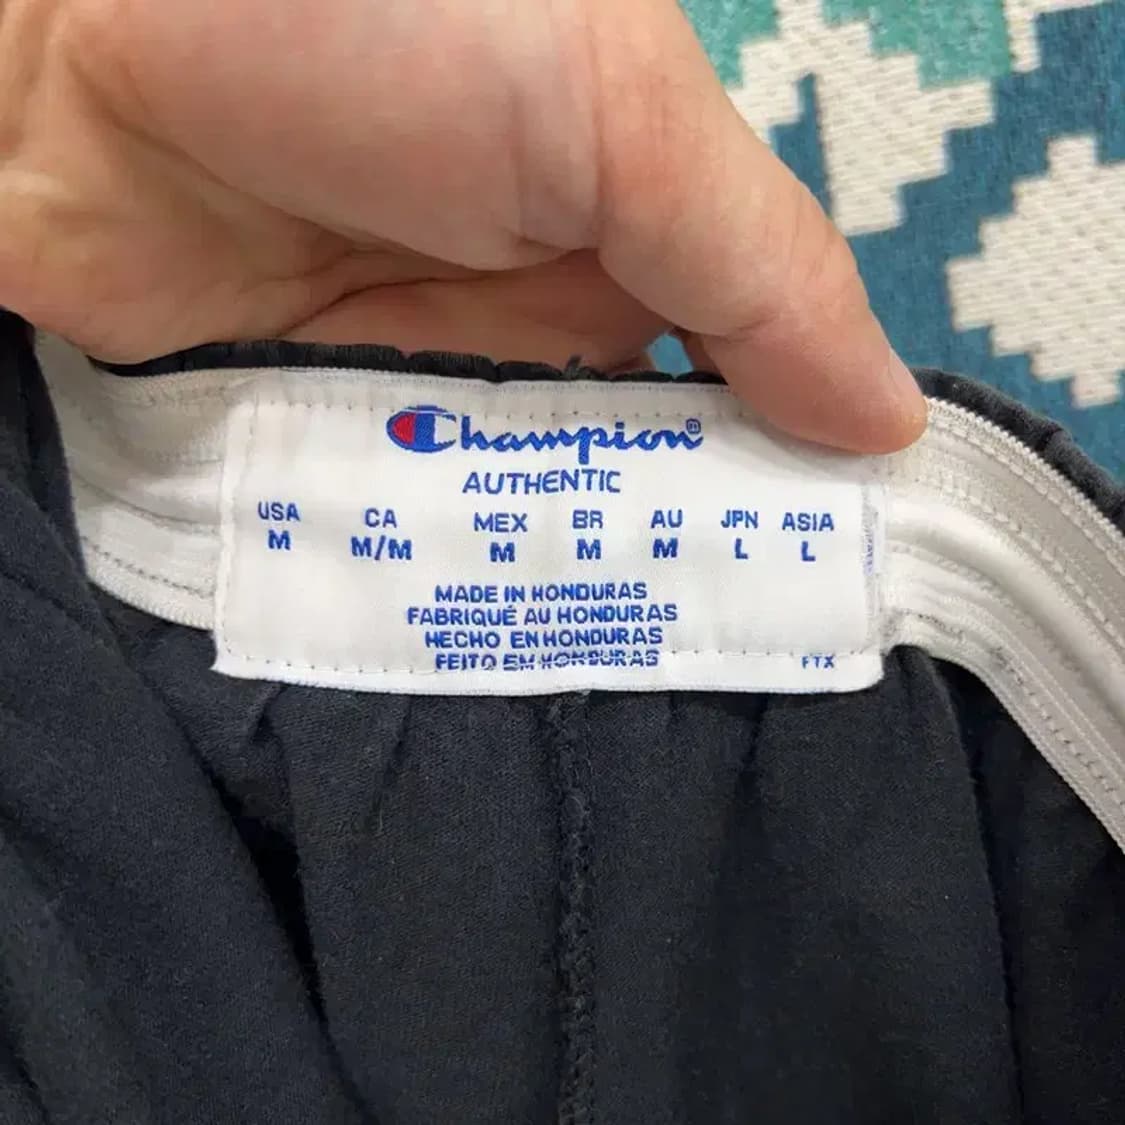 Champion®
AUTHENTIC
USA CA MEX BR AU JPN ASIA
M M/M M M M L L
MADE IN HONDURAS
FABRIQUÉ AU HONDURAS
HECHO EN HONDURAS
FEITO EM HONDURAS
FTX